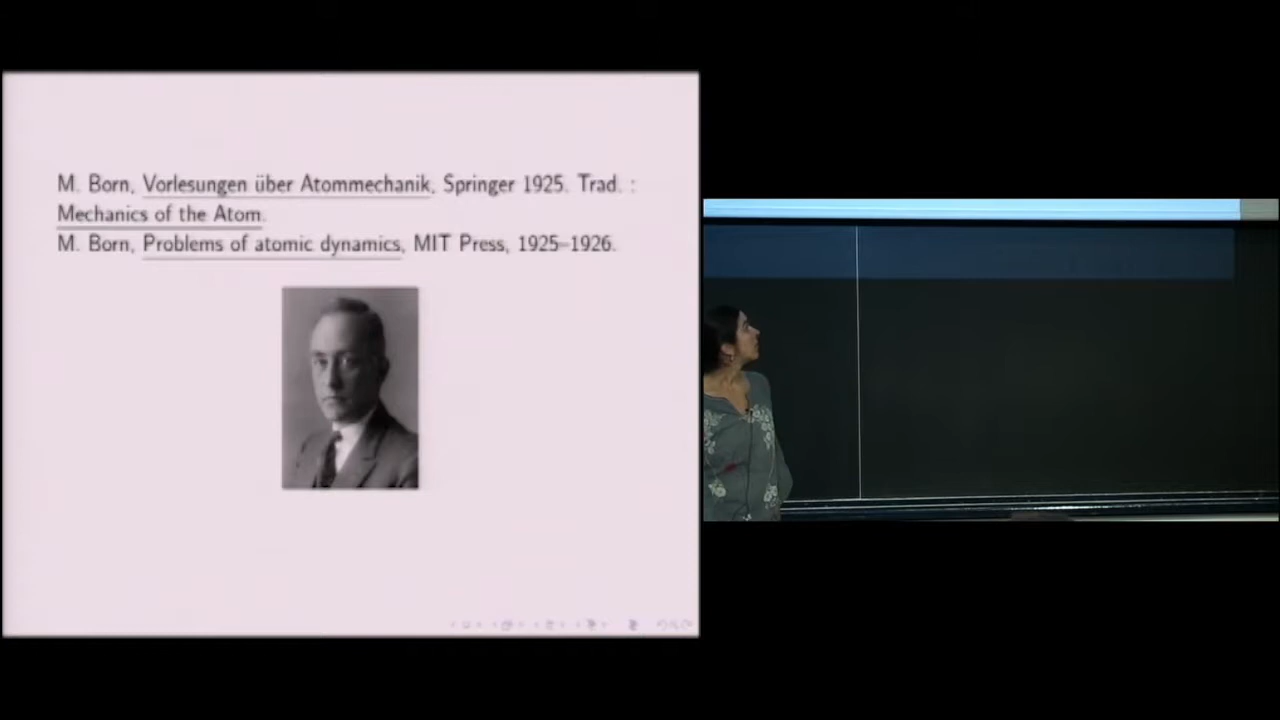 M. Born, Vorlesungen über Atommechanik, Springer 1925. Trad. :
Mechanics of the Atom.
M. Born, Problems of atomic dynamics, MIT Press, 1925–1926.